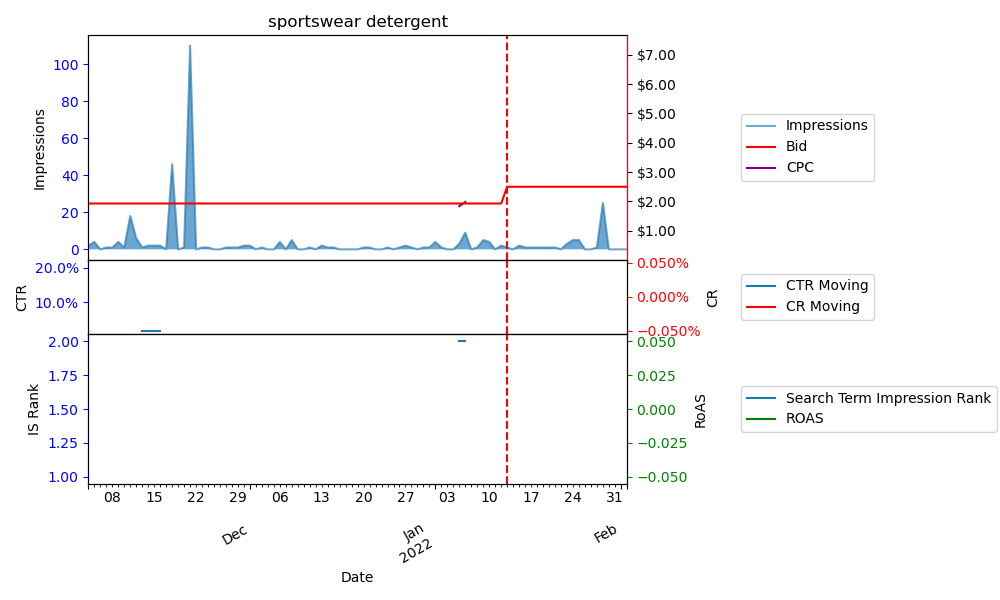 sportswear detergent
Impressions
100
80
60
40
20
0
$7.00
$6.00
$5.00
$4.00
$3.00
$2.00
$1.00
Impressions
Bid
CPC
CTR
20.0%
10.0%
0.050%
0.000%
−0.050%
CR
CTR Moving
CR Moving
IS Rank
2.00
1.75
1.50
1.25
1.00
0.050
0.025
0.000
−0.025
−0.050
RoAS
Search Term Impression Rank
ROAS
08 15 22 29 06 13 20 27 03 10 17 24 31
Dec
Jan
2022
Feb
Date